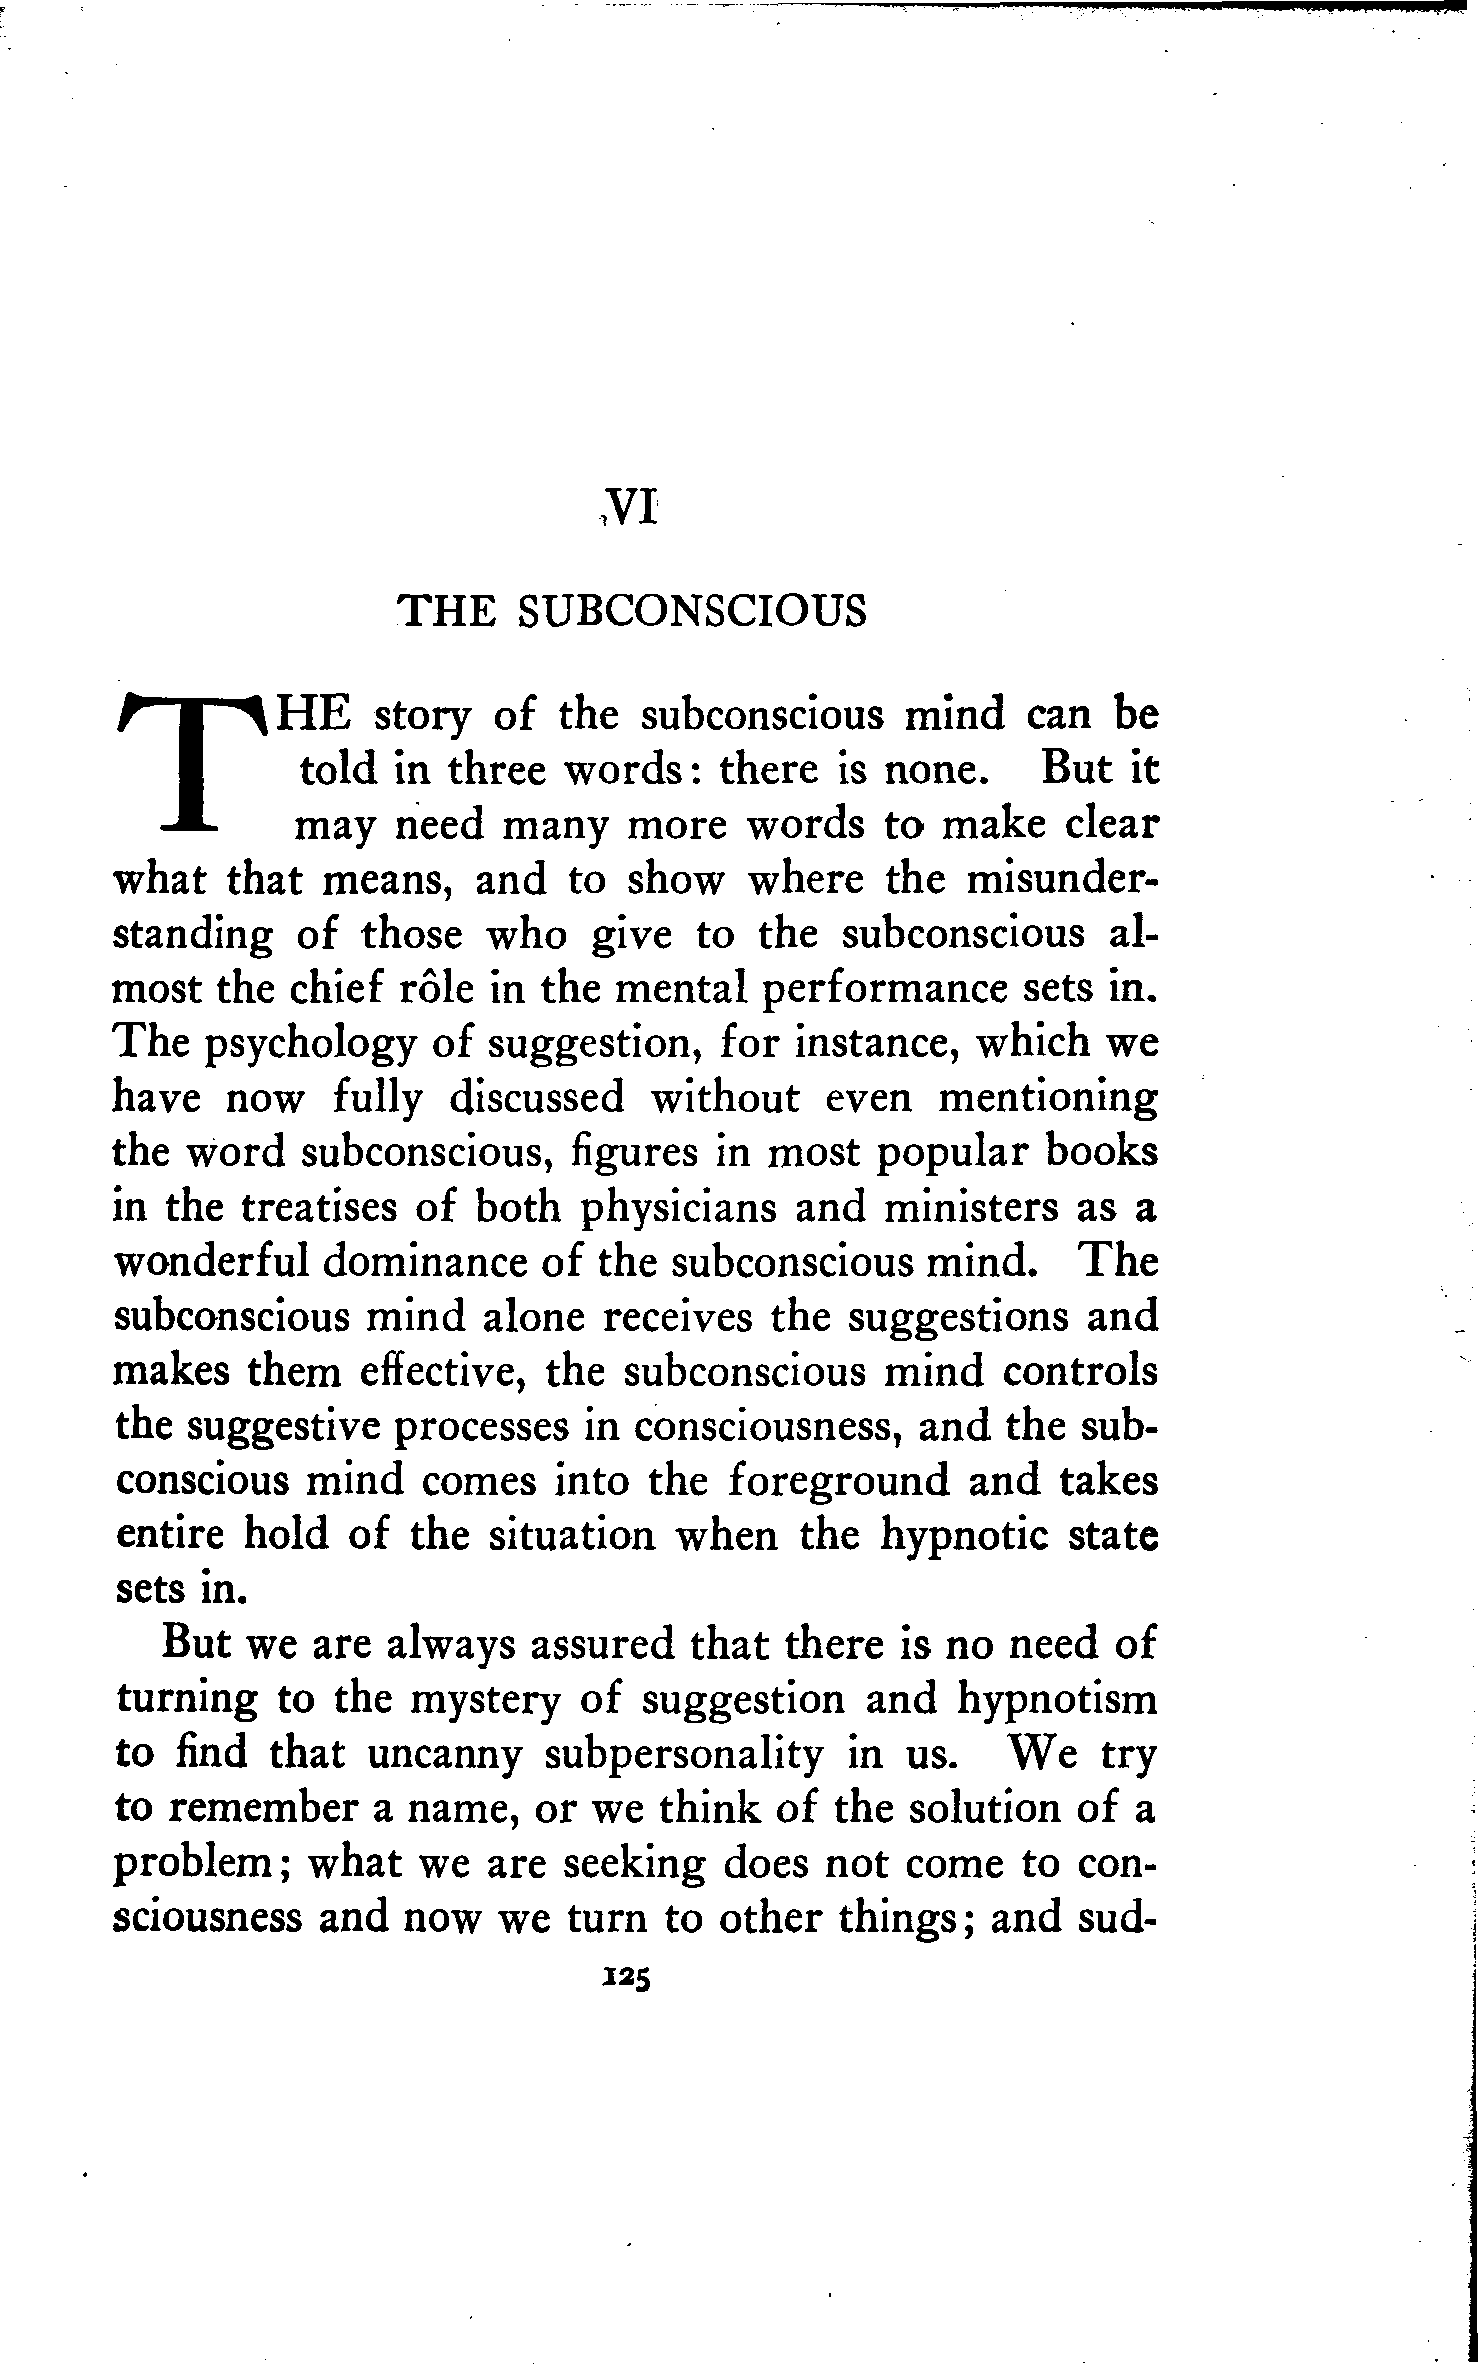 VI
THE SUBCONSCIOUS
THE story of the subconscious mind can be
told in three words: there is none. But it
may need many more words to make clear
what that means, and to show where the misunder-
standing of those who give to the subconscious al-
most the chief rôle in the mental performance sets in.
The psychology of suggestion, for instance, which we
have now fully discussed without even mentioning
the word subconscious, figures in most popular books
in the treatises of both physicians and ministers as a
wonderful dominance of the subconscious mind. The
subconscious mind alone receives the suggestions and
makes them effective, the subconscious mind controls
the suggestive processes in consciousness, and the sub-
conscious mind comes into the foreground and takes
entire hold of the situation when the hypnotic state
sets in.
But we are always assured that there is no need of
turning to the mystery of suggestion and hypnotism
to find that uncanny subpersonality in us. We try
to remember a name, or we think of the solution of a
problem; what we are seeking does not come to con-
sciousness and now we turn to other things; and sud-
125